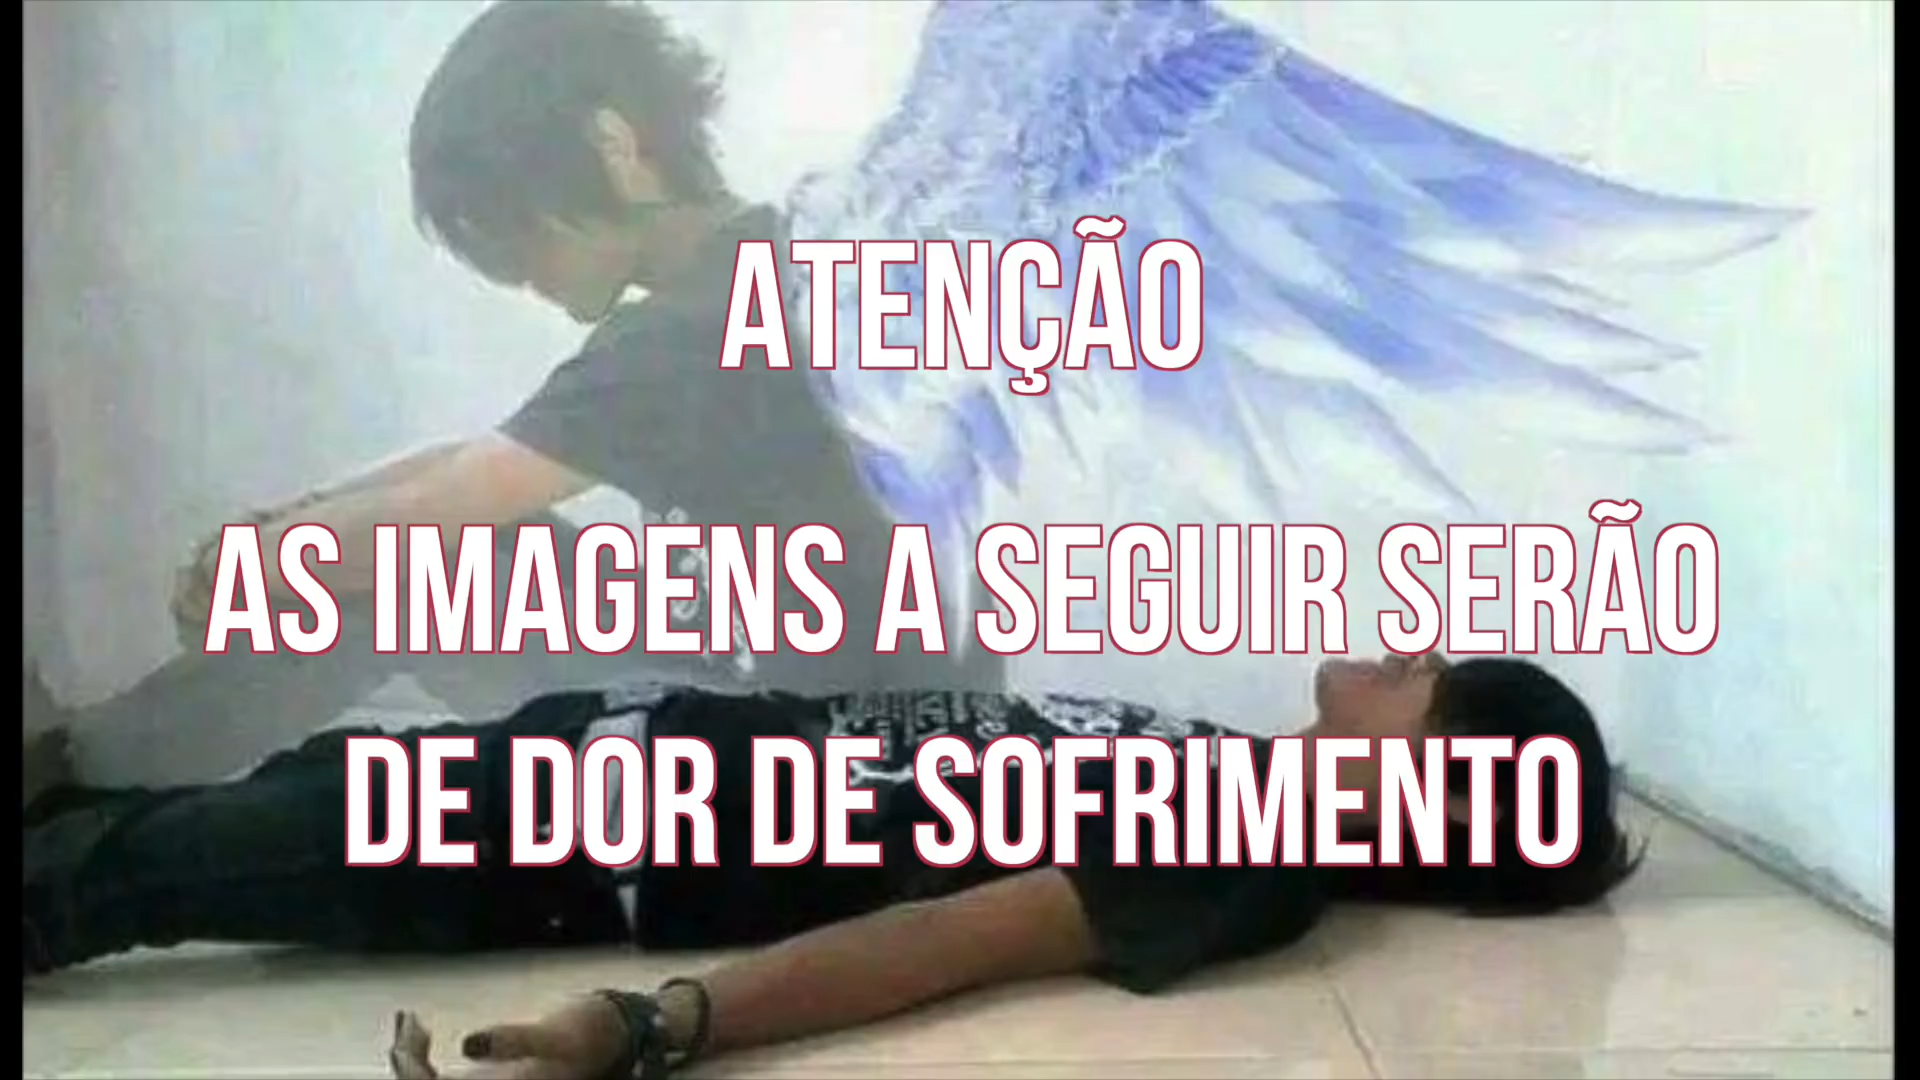 ATENÇÃO
AS IMAGENS A SEGUIR SERÃO
DE DOR DE SOFRIMENTO